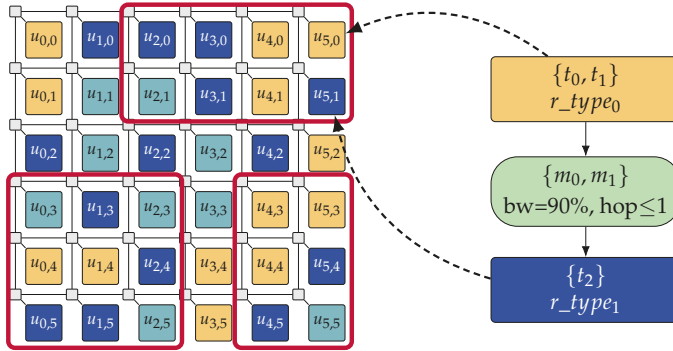 u0,0 u1,0 u2,0 u3,0 u4,0 u5,0
u0,1 u1,1 u2,1 u3,1 u4,1 u5,1
u0,2 u1,2 u2,2 u3,2 u4,2 u5,2
u0,3 u1,3 u2,3 u3,3 u4,3 u5,3
u0,4 u1,4 u2,4 u3,4 u4,4 u5,4
u0,5 u1,5 u2,5 u3,5 u4,5 u5,5
{t0, t1}
r_type0
{m0, m1}
bw=90%, hop≤1
{t2}
r_type1